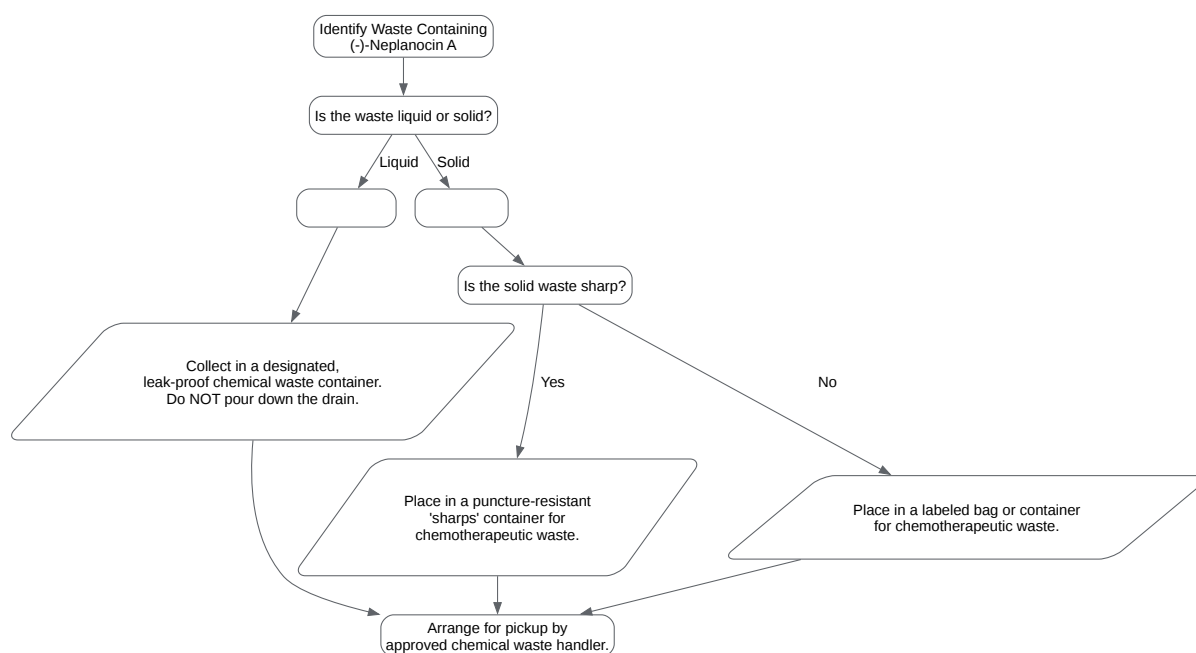 Identify Waste Containing
(-)-Neplanocin A
Is the waste liquid or solid?
Liquid
Solid
Is the solid waste sharp?
Collect in a designated,
leak-proof chemical waste container.
Do NOT pour down the drain.
Yes
No
Place in a puncture-resistant
'sharps' container for
chemotherapeutic waste.
Place in a labeled bag or container
for chemotherapeutic waste.
Arrange for pickup by
approved chemical waste handler.